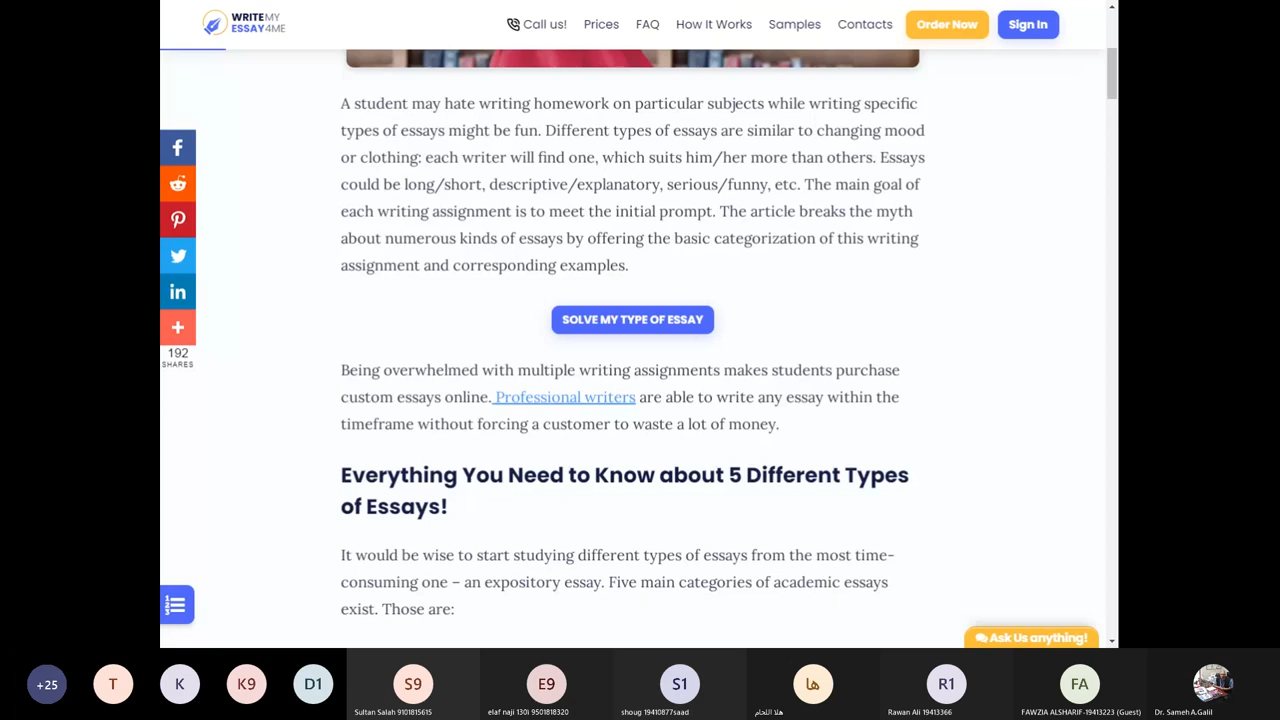 WRITEMY
ESSAY4ME
Call us! Prices FAQ How It Works Samples Contacts Order Now Sign In
A student may hate writing homework on particular subjects while writing specific
types of essays might be fun. Different types of essays are similar to changing mood
or clothing: each writer will find one, which suits him/her more than others. Essays
could be long/short, descriptive/explanatory, serious/funny, etc. The main goal of
each writing assignment is to meet the initial prompt. The article breaks the myth
about numerous kinds of essays by offering the basic categorization of this writing
assignment and corresponding examples.
192
SHARES
SOLVE MY TYPE OF ESSAY
Being overwhelmed with multiple writing assignments makes students purchase
custom essays online. Professional writers are able to write any essay within the
timeframe without forcing a customer to waste a lot of money.
Everything You Need to Know about 5 Different Types
of Essays!
It would be wise to start studying different types of essays from the most time-
consuming one – an expository essay. Five main categories of academic essays
exist. Those are:
Ask Us anything!
+25 T K K9 D1 S9 E9 S1 ها R1 FA
Sultan Salah 9101815615 elaf naji 130i 9501818320 shoug 19410877saad هلا اللحام Rawan Ali 19413366 FAWZIA ALSHARIF-19413223 (Guest) Dr. Sameh A.Galil